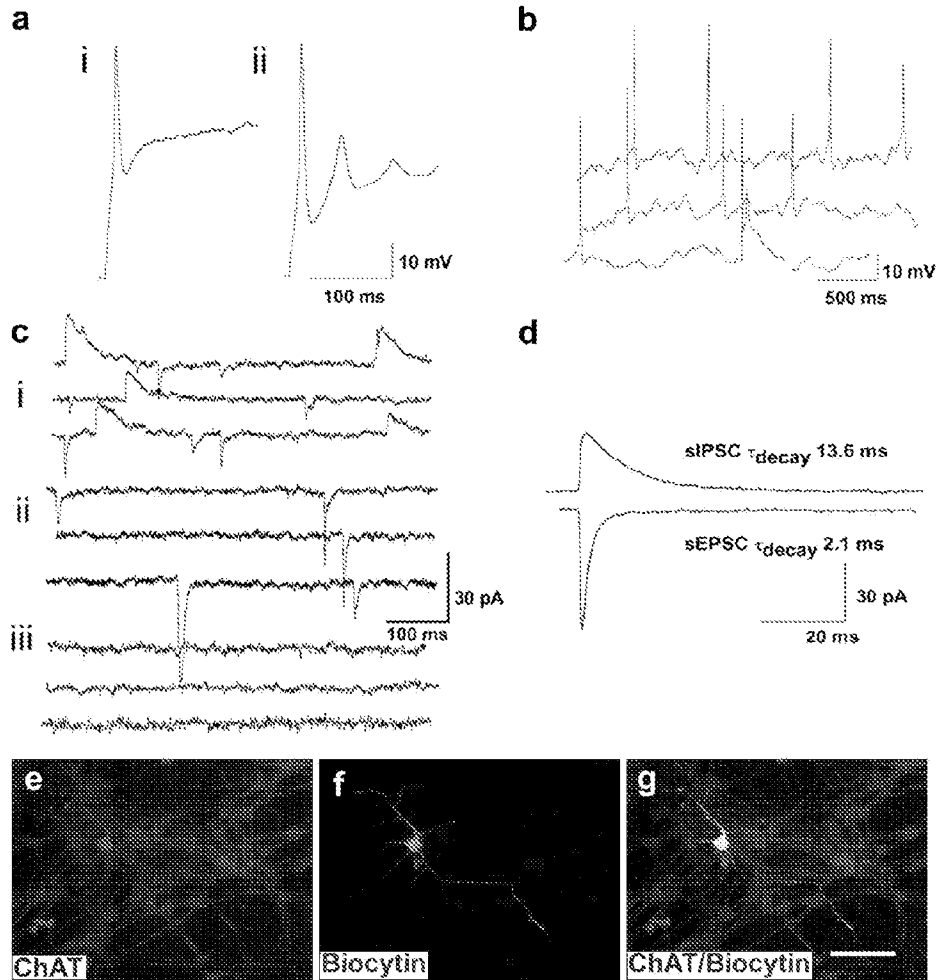 a
i
ii
10 mV
100 ms
b
10 mV
500 ms
c
i
ii
iii
30 pA
100 ms
d
sIPSC τdecay 13.6 ms
sEPSC τdecay 2.1 ms
30 pA
20 ms
e
ChAT
f
Biocytin
g
ChAT/Biocytin